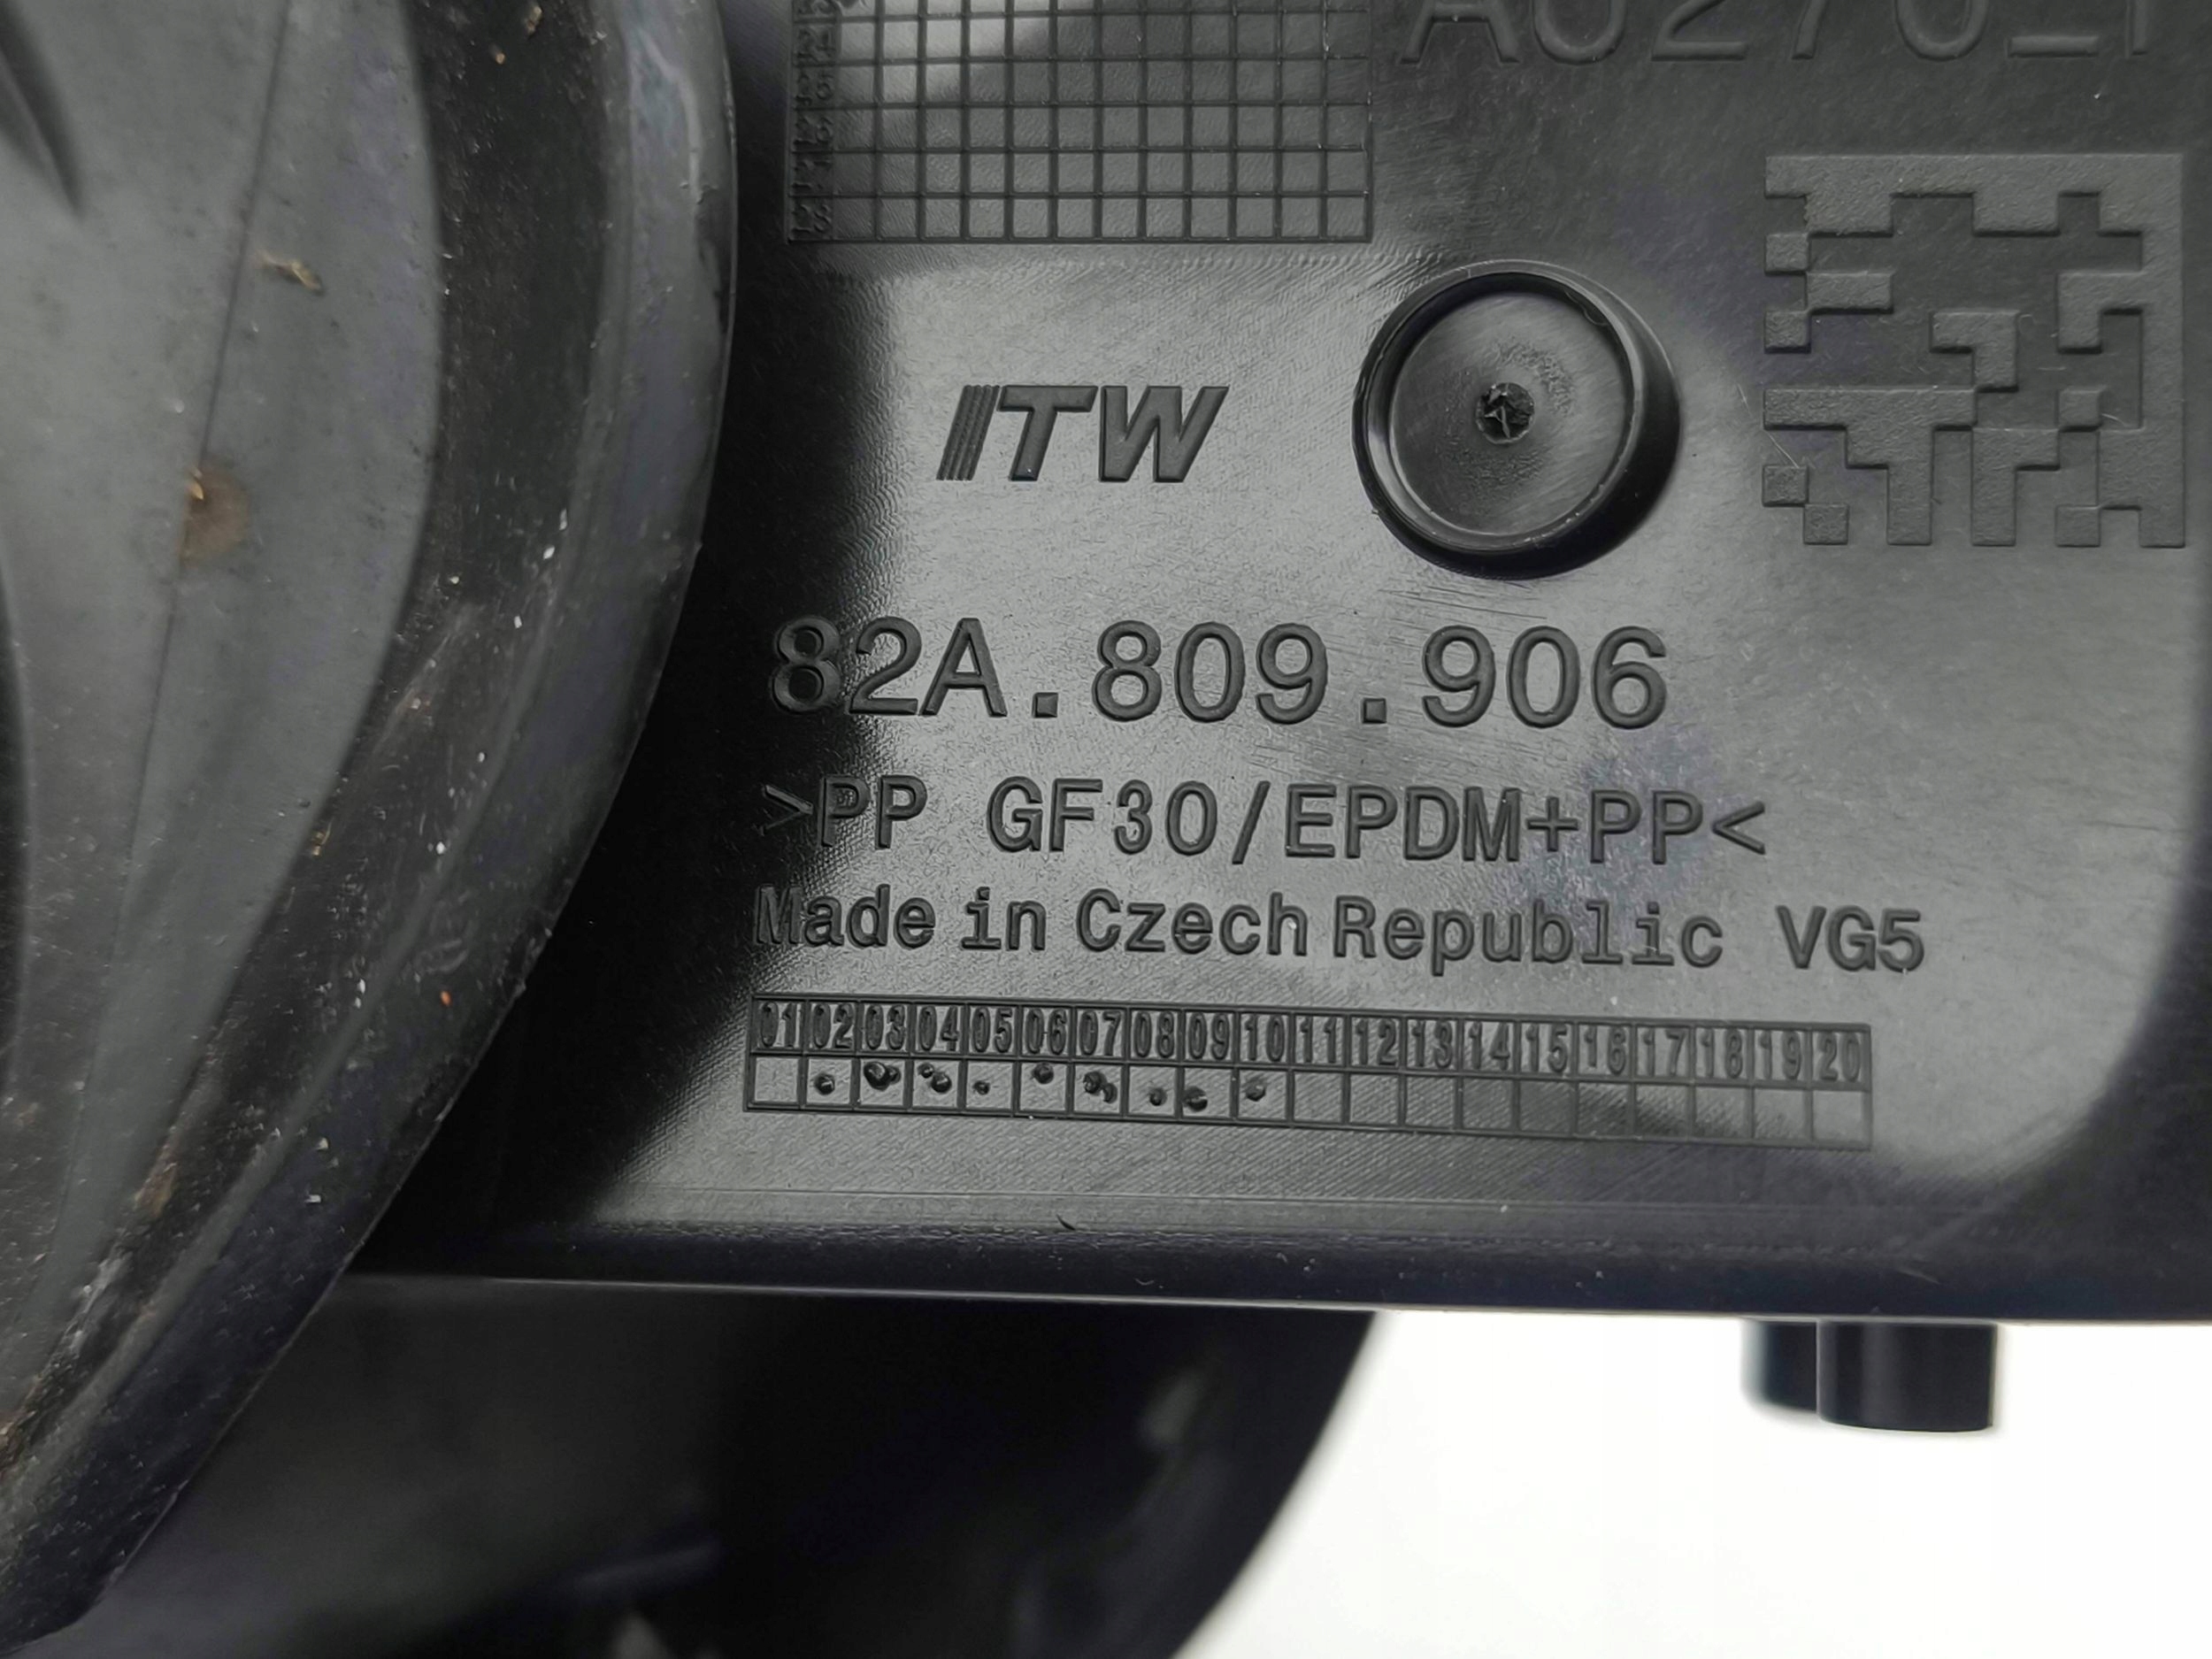 ITW
82A.809.906
>PP GF30/EPDM+PP<
Made in Czech Republic VG5
01 02 03 04 05 06 07 08 09 10 11 12 13 14 15 16 17 18 19 20